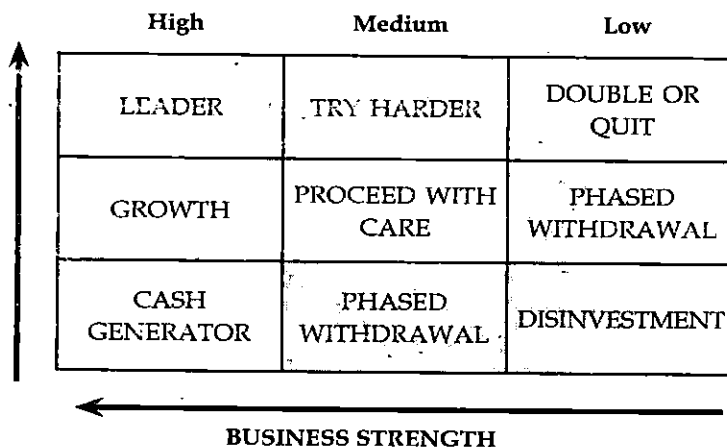 High Medium Low
LEADER TRY HARDER DOUBLE OR
QUIT
GROWTH PROCEED WITH
CARE PHASED
WITHDRAWAL
CASH
GENERATOR PHASED
WITHDRAWAL DISINVESTMENT
BUSINESS STRENGTH